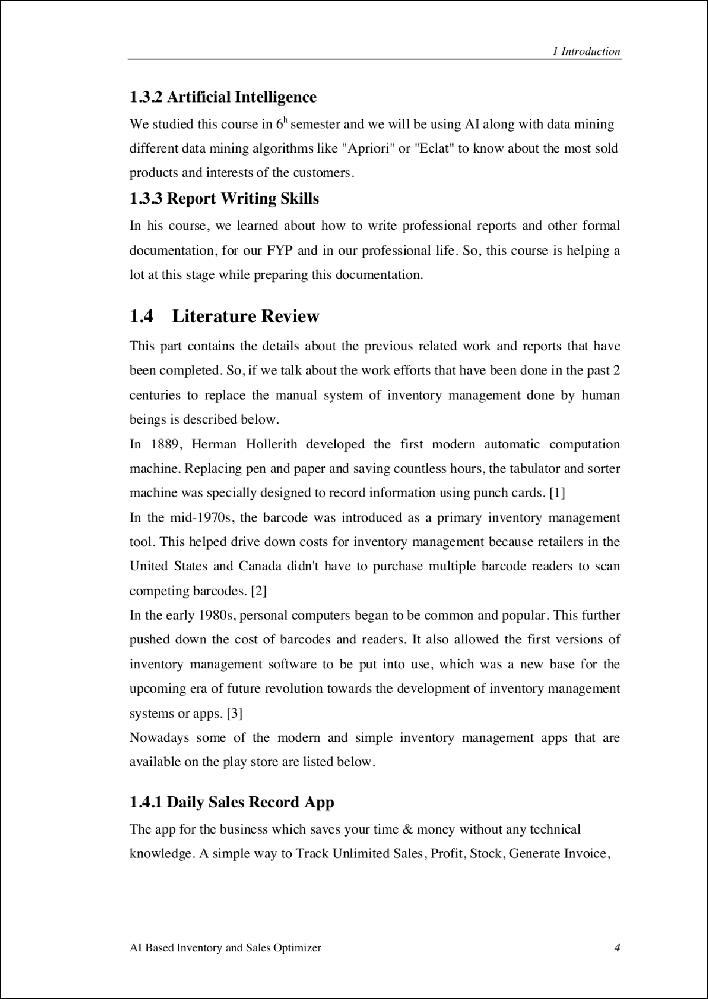 1 Introduction
1.3.2 Artificial Intelligence
We studied this course in 6h semester and we will be using AI along with data mining
different data mining algorithms like "Apriori" or "Eclat" to know about the most sold
products and interests of the customers.
1.3.3 Report Writing Skills
In his course, we learned about how to write professional reports and other formal
documentation, for our FYP and in our professional life. So, this course is helping a
lot at this stage while preparing this documentation.
1.4 Literature Review
This part contains the details about the previous related work and reports that have
been completed. So, if we talk about the work efforts that have been done in the past 2
centuries to replace the manual system of inventory management done by human
beings is described below.
In 1889, Herman Hollerith developed the first modern automatic computation
machine. Replacing pen and paper and saving countless hours, the tabulator and sorter
machine was specially designed to record information using punch cards. [1]
In the mid-1970s, the barcode was introduced as a primary inventory management
tool. This helped drive down costs for inventory management because retailers in the
United States and Canada didn't have to purchase multiple barcode readers to scan
competing barcodes. [2]
In the early 1980s, personal computers began to be common and popular. This further
pushed down the cost of barcodes and readers. It also allowed the first versions of
inventory management software to be put into use, which was a new base for the
upcoming era of future revolution towards the development of inventory management
systems or apps. [3]
Nowadays some of the modern and simple inventory management apps that are
available on the play store are listed below.
1.4.1 Daily Sales Record App
The app for the business which saves your time & money without any technical
knowledge. A simple way to Track Unlimited Sales, Profit, Stock, Generate Invoice,
AI Based Inventory and Sales Optimizer 4